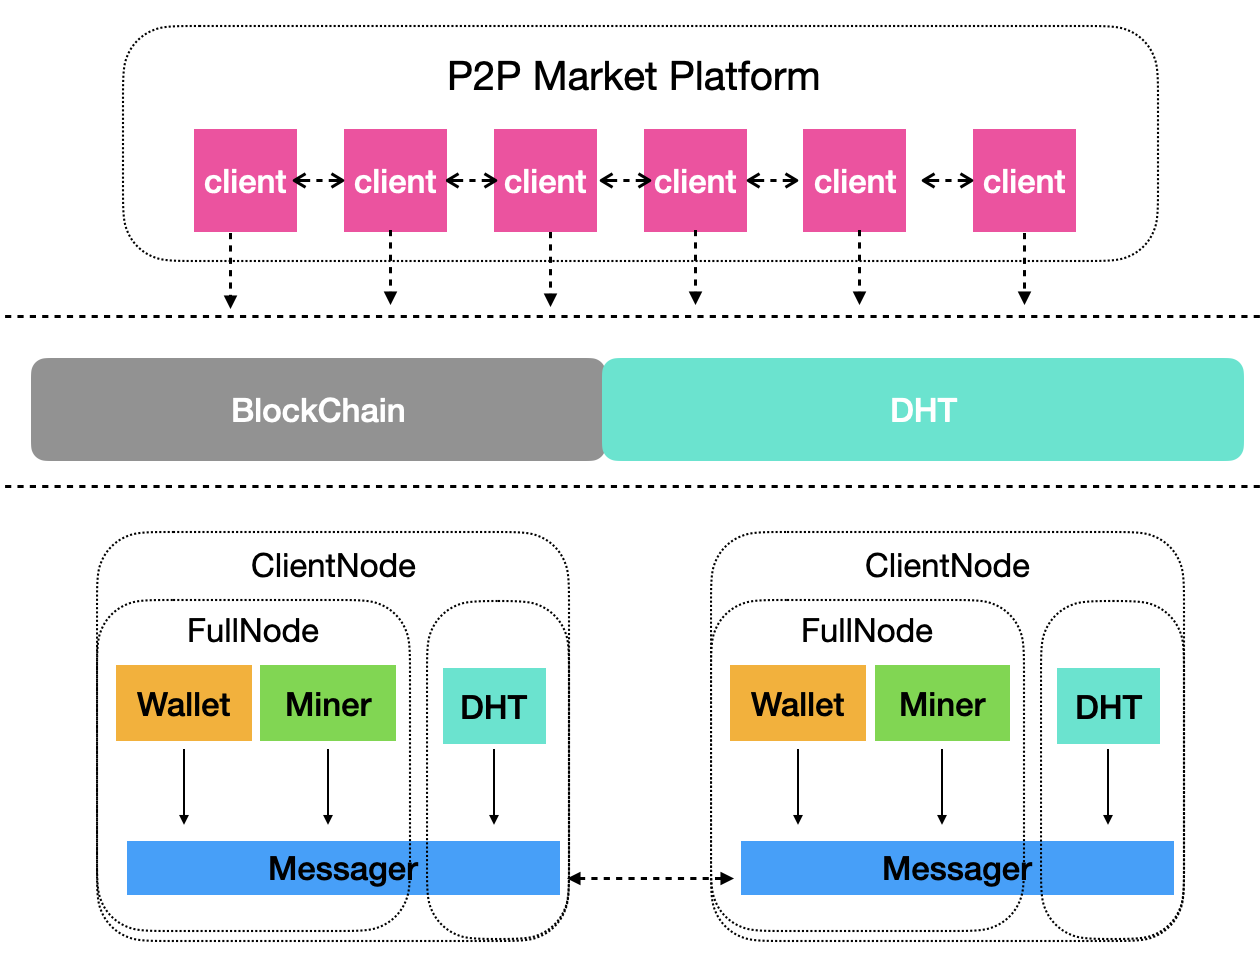 P2P Market Platform
client client client client client client
BlockChain DHT
ClientNode ClientNode
FullNode FullNode
Wallet Miner DHT Wallet Miner DHT
Messager Messager